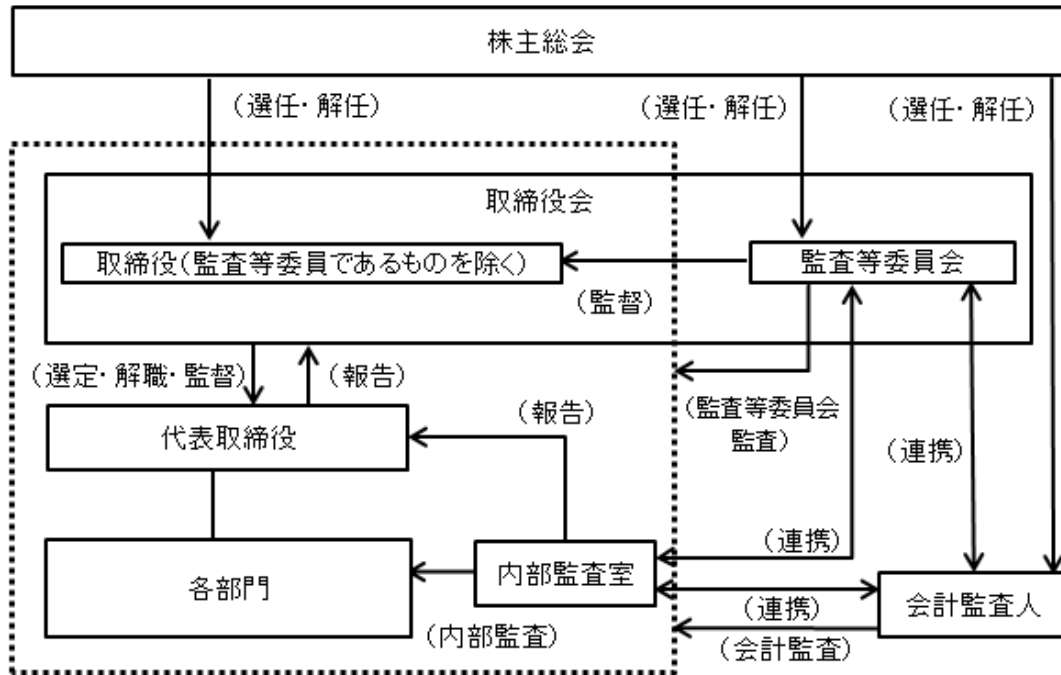 株主総会
(選任・解任)
(選任・解任)
(選任・解任)
取締役会
取締役(監査等委員であるものを除く)
監査等委員会
(監督)
(選定・解職・監督)
(報告)
(監査等委員会
監査)
代表取締役
(報告)
(連携)
各部門
内部監査室
(連携)
会計監査人
(連携)
(内部監査)
(会計監査)